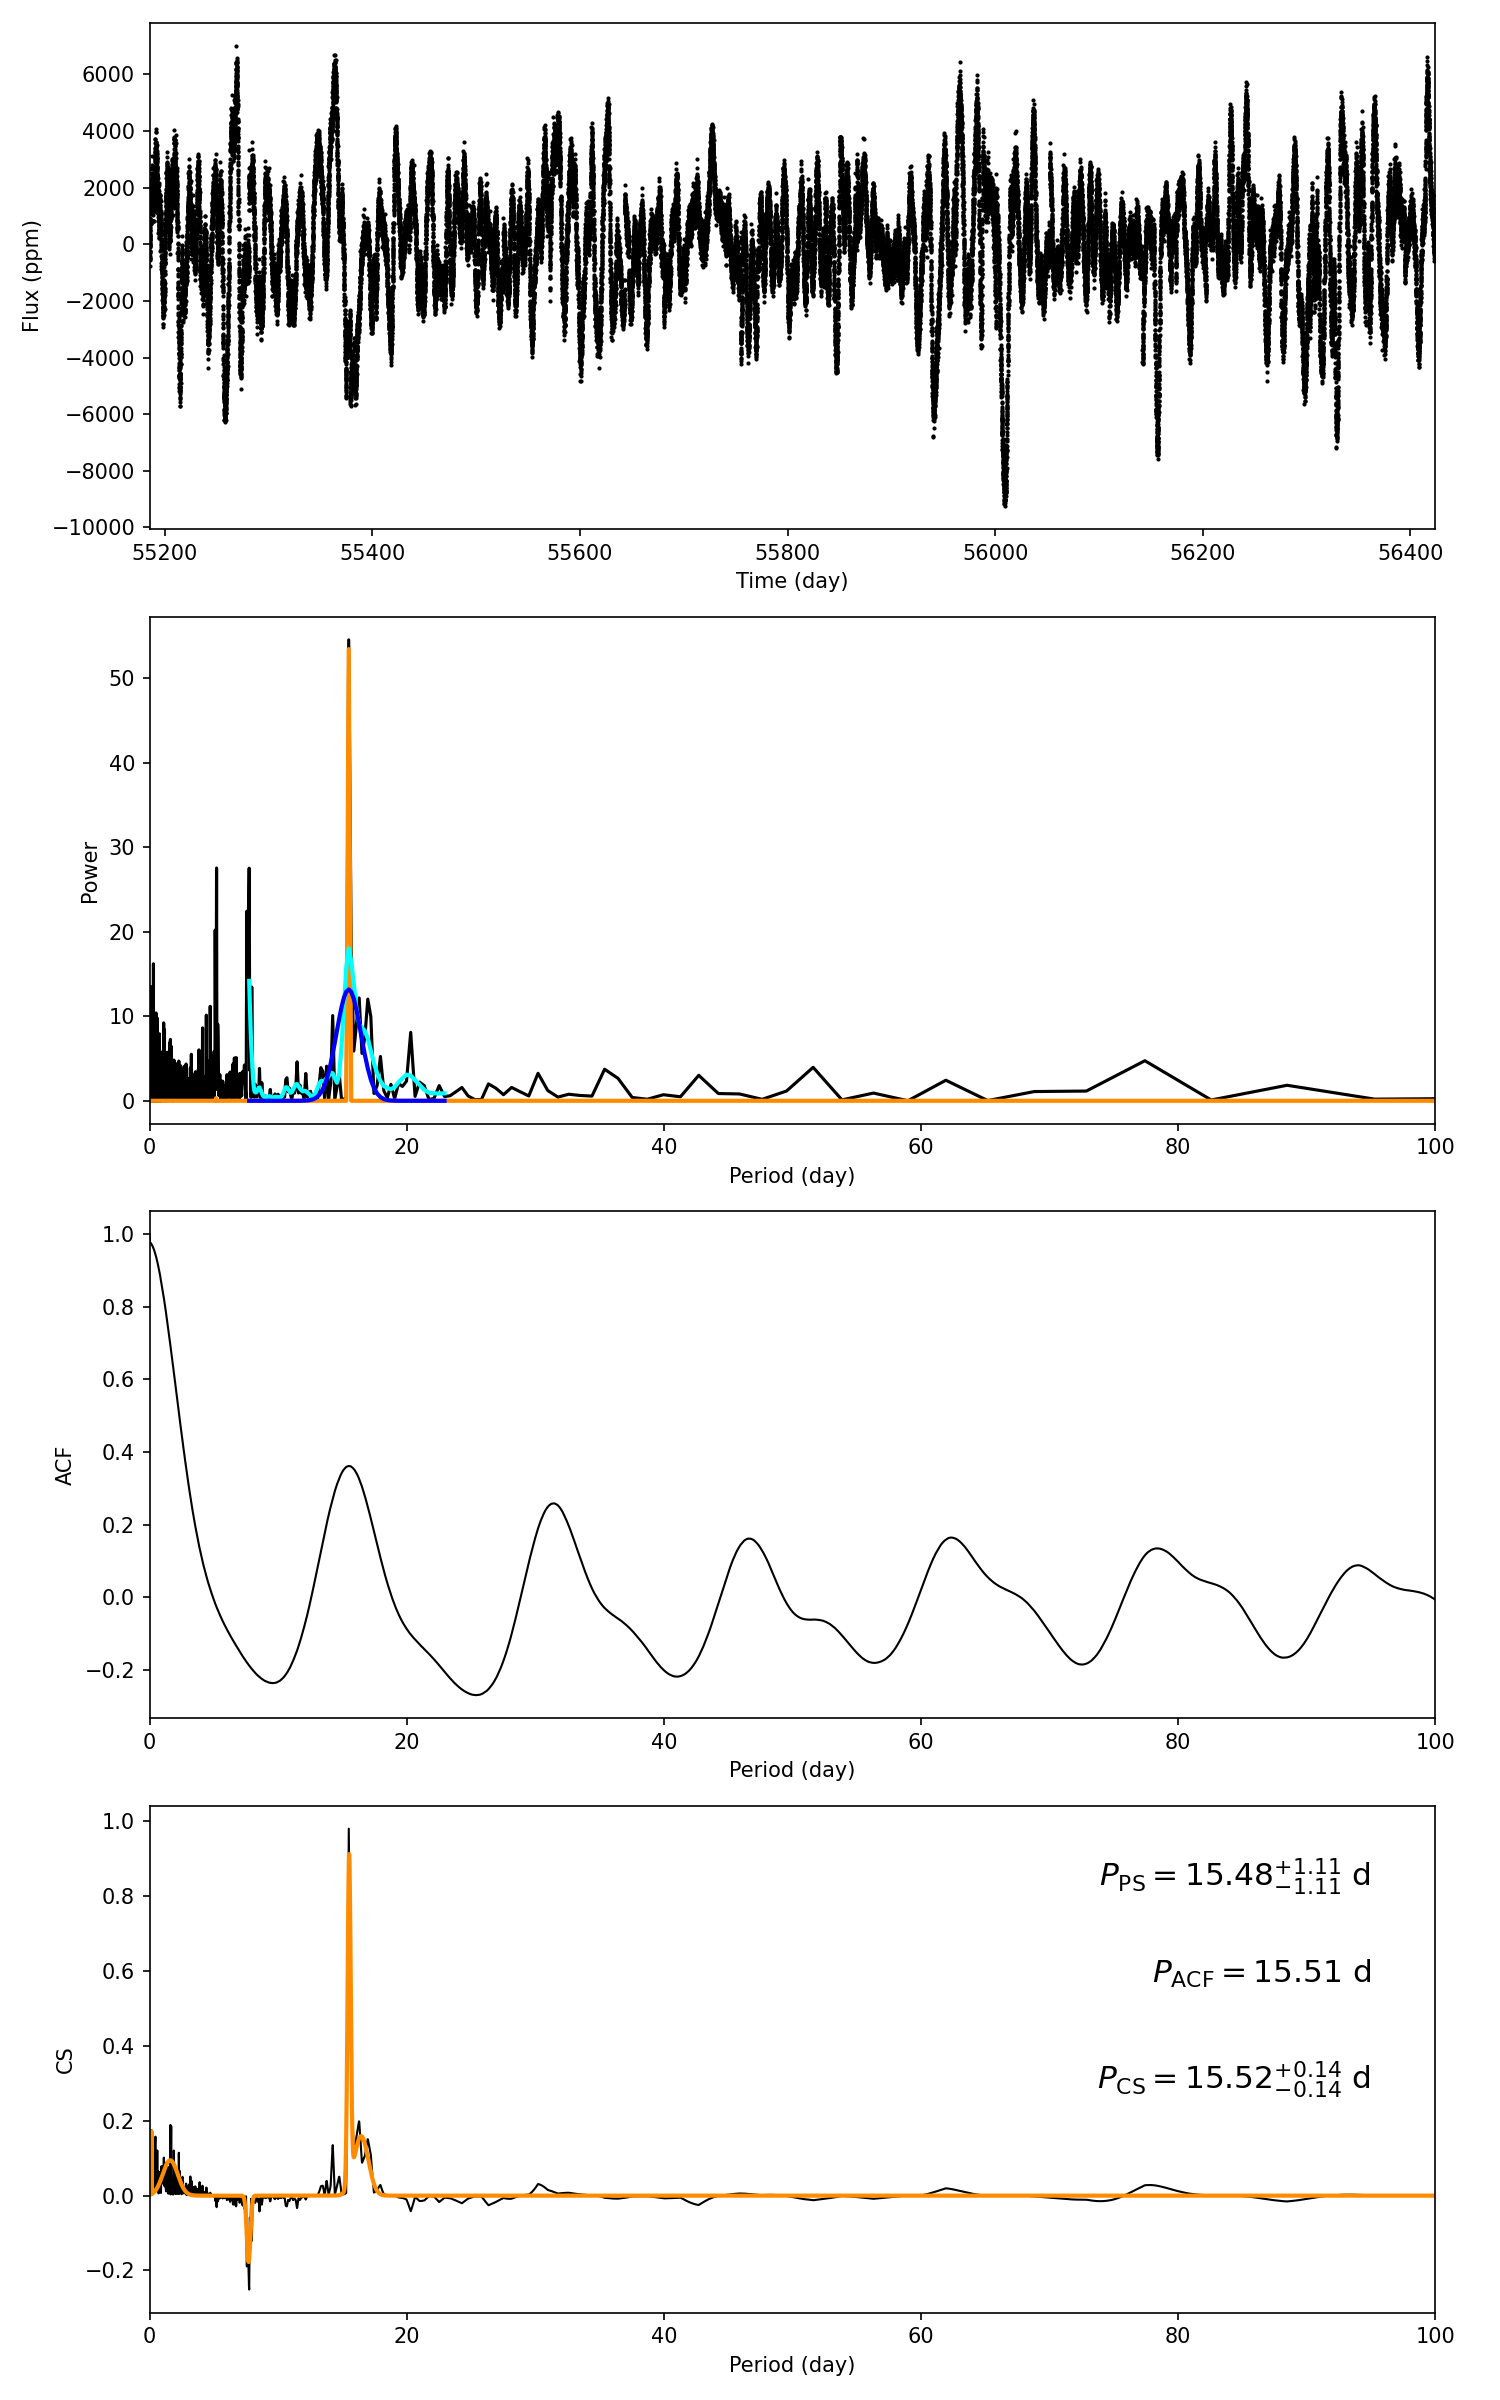 6000
4000
2000
0
−2000
−4000
−6000
−8000
−10000
Flux (ppm)
55200 55400 55600 55800 56000 56200 56400
Time (day)
50
40
30
20
10
0
Power
0 20 40 60 80 100
Period (day)
1.0
0.8
0.6
0.4
0.2
0.0
−0.2
ACF
0 20 40 60 80 100
Period (day)
1.0
0.8
0.6
0.4
0.2
0.0
−0.2
CS
P_PS = 15.48^{+1.11}_{−1.11} d
P_ACF = 15.51 d
P_CS = 15.52^{+0.14}_{−0.14} d
0 20 40 60 80 100
Period (day)